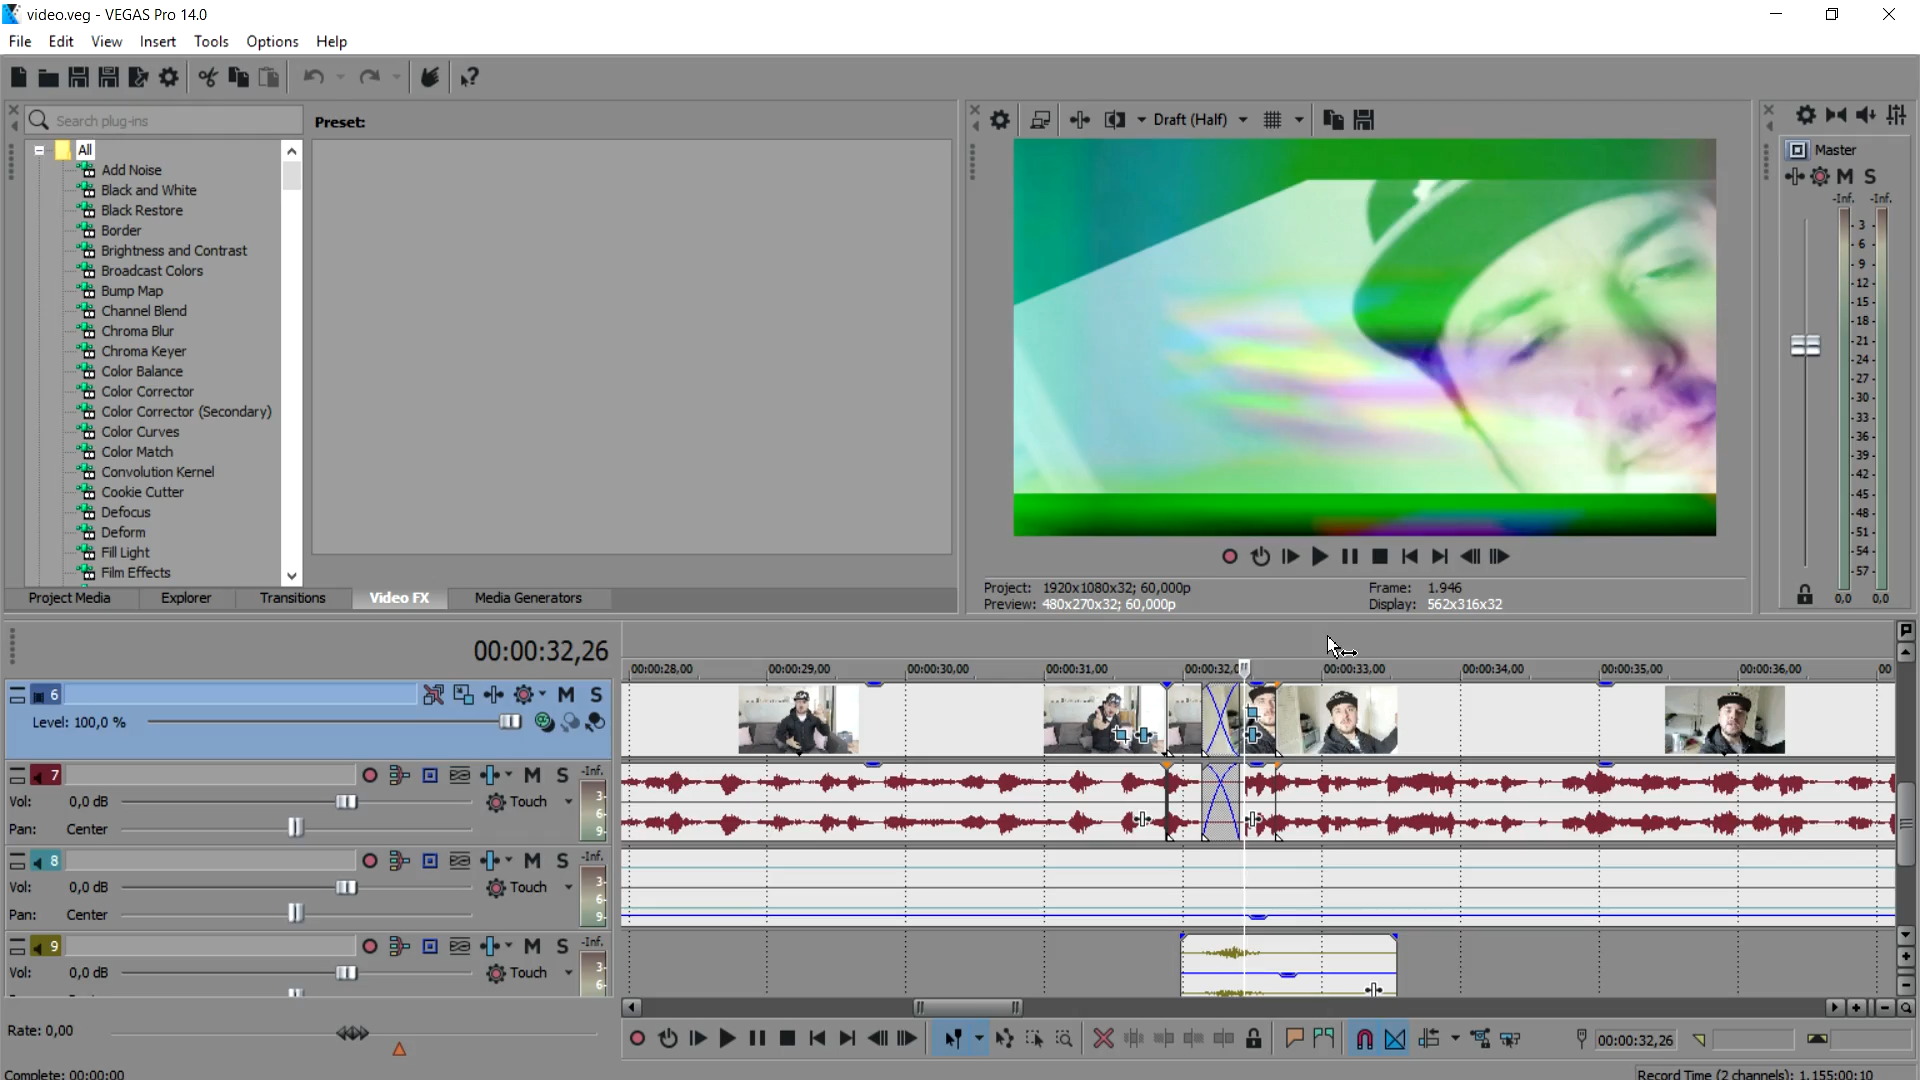 video.veg - VEGAS Pro 14.0
File Edit View Insert Tools Options Help
Search plug-ins
Preset:
All
Add Noise
Black and White
Black Restore
Border
Brightness and Contrast
Broadcast Colors
Bump Map
Channel Blend
Chroma Blur
Chroma Keyer
Color Balance
Color Corrector
Color Corrector (Secondary)
Color Curves
Color Match
Convolution Kernel
Cookie Cutter
Defocus
Deform
Fill Light
Film Effects
Project Media Explorer Transitions Video FX Media Generators
Draft (Half)
Project: 1920x1080x32; 60,000p Frame: 1.946
Preview: 480x270x32; 60,000p Display: 562x316x32
Master
M S
-Inf. -Inf.
3
6
9
-12-
-15-
-18-
-21-
-24-
-27-
-30-
-33-
-36-
-39-
-42-
-45-
-48-
-51-
-54-
-57-
0,0 0,0
00:00:32,26
00:00:28,00 00:00:29,00 00:00:30,00 00:00:31,00 00:00:32,0 00:00:33,00 00:00:34,00 00:00:35,00 00:00:36,00 00
6 M S
Level: 100,0 %
7 M S -Inf.
Vol: 0,0 dB Touch 3-
6-
Pan: Center 9-
8 M S -Inf.
Vol: 0,0 dB Touch 3-
6-
Pan: Center 9-
9 M S -Inf.
Vol: 0,0 dB Touch 3-
6-
Rate: 0,00
00:00:32,26
Complete: 00:00:00
Record Time (2 channels): 1.155:00:10